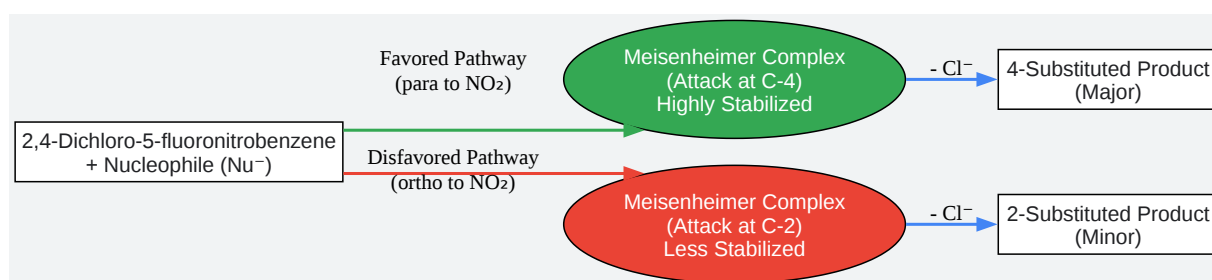 2,4-Dichloro-5-fluoronitrobenzene
+ Nucleophile (Nu⁻)
Favored Pathway
(para to NO₂)
Disfavored Pathway
(ortho to NO₂)
Meisenheimer Complex
(Attack at C-4)
Highly Stabilized
- Cl⁻
4-Substituted Product
(Major)
Meisenheimer Complex
(Attack at C-2)
Less Stabilized
- Cl⁻
2-Substituted Product
(Minor)